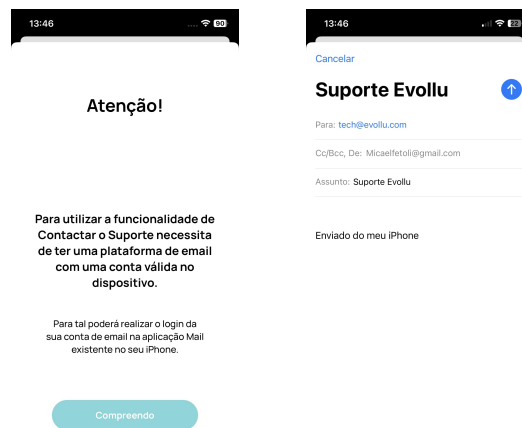 13:46
90
Atenção!
Para utilizar a funcionalidade de
Contactar o Suporte necessita
de ter uma plataforma de email
com uma conta válida no
dispositivo.
Para tal poderá realizar o login da
sua conta de email na aplicação Mail
existente no seu iPhone.
Compreendo
13:46
22
Cancelar
Suporte Evollu
Para: tech@evollu.com
Cc/Bcc, De: Micaelfetoli@gmail.com
Assunto: Suporte Evollu
Enviado do meu iPhone